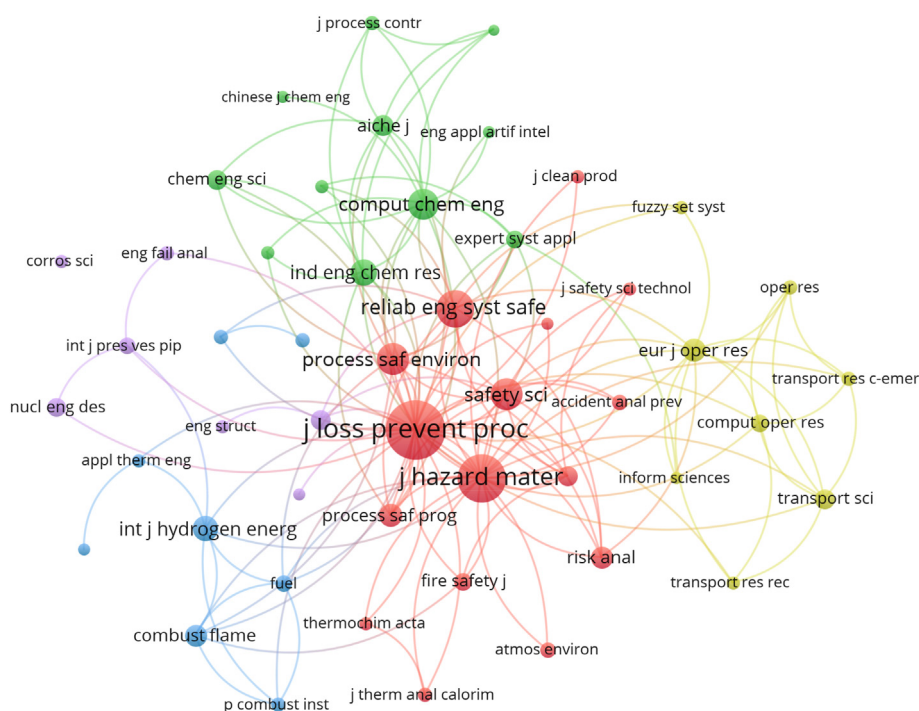 j process contr
chinese j chem eng
aiche j
eng appl artif intel
chem eng sci
j clean prod
comput chem eng
fuzzy set syst
expert syst appl
corros sci
eng fail anal
ind eng chem res
j safety sci technol
oper res
reliab eng syst safe
int j pres ves pip
process saf environ
eur j oper res
transport res c-emer
nucl eng des
safety sci
accident anal prev
comput oper res
eng struct
j loss prevent proc
appl therm eng
j hazard mater
inform sciences
transport sci
process saf prog
int j hydrogen energ
risk anal
fuel
fire safety j
transport res rec
thermochim acta
combust flame
atmos environ
j therm anal calorim
p combust inst